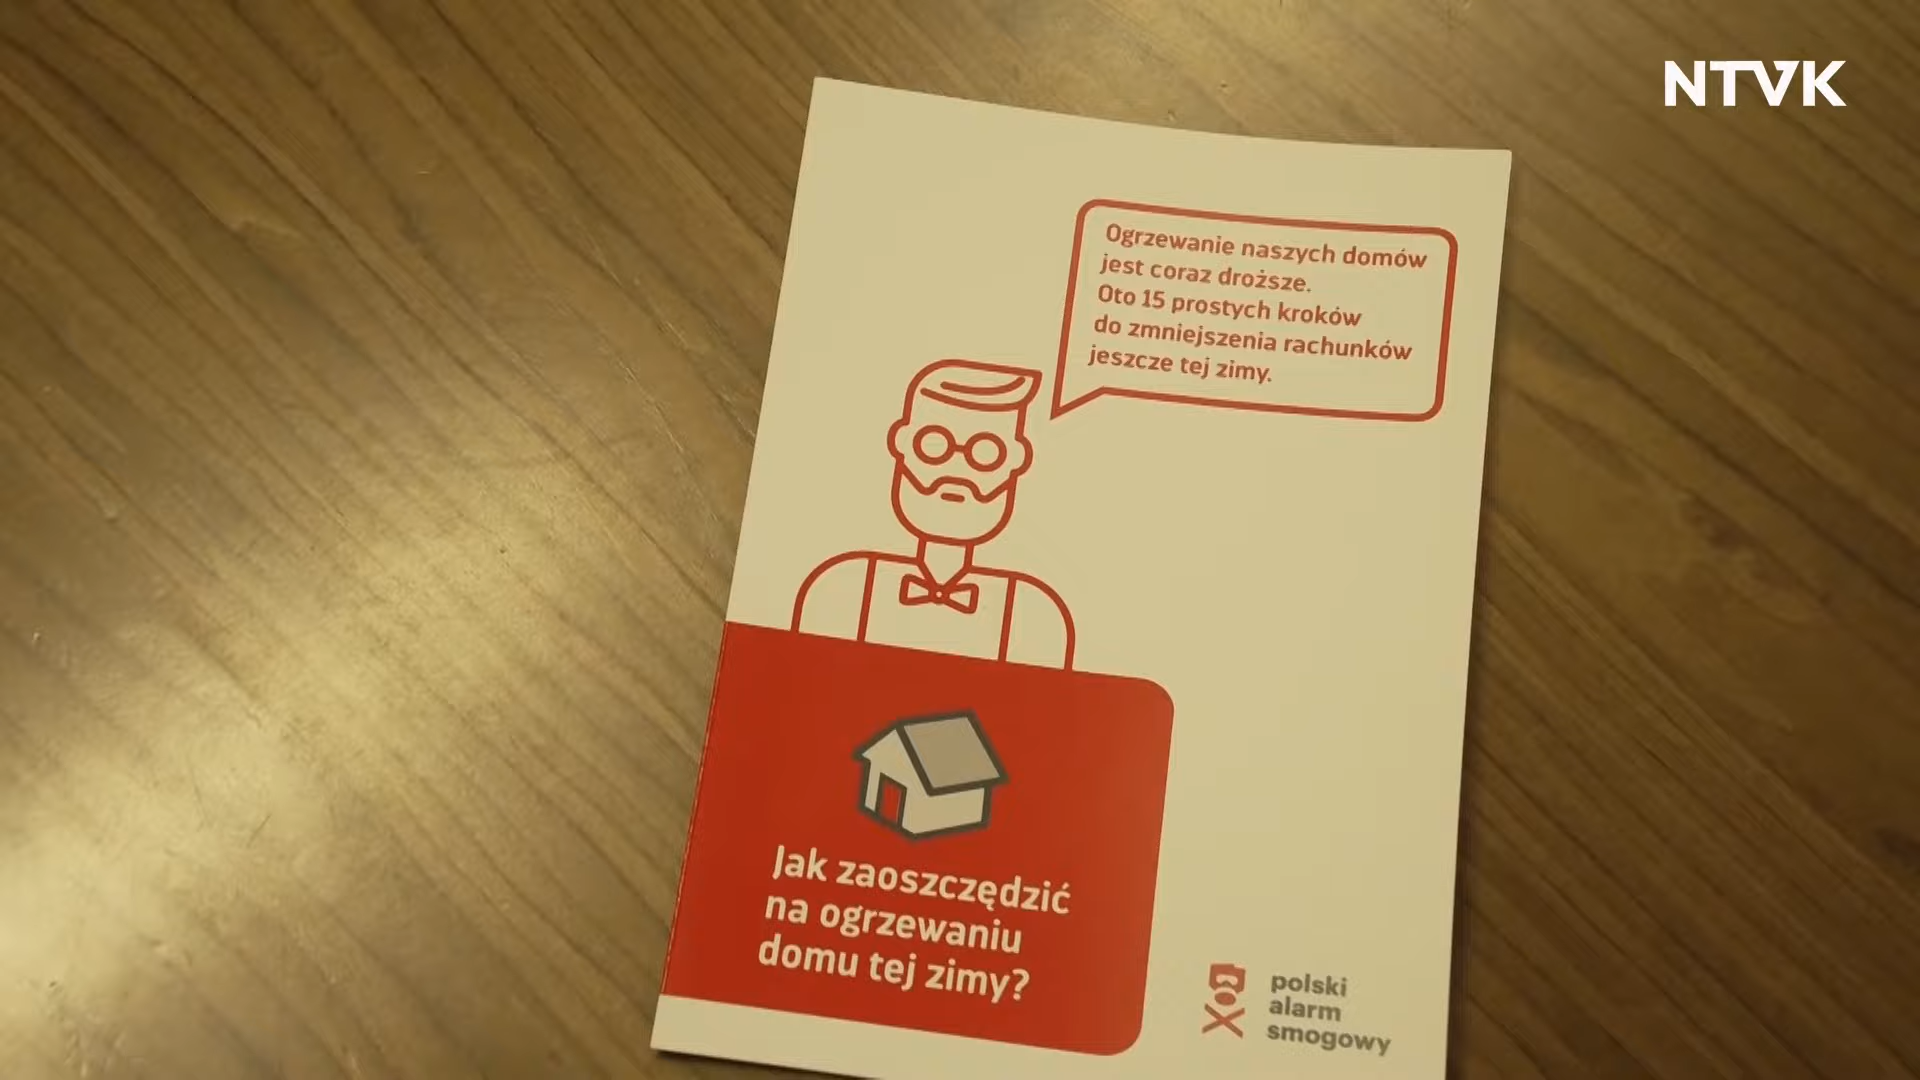 NTVK
Ogrzewanie naszych domów
jest coraz droższe.
Oto 15 prostych kroków
do zmniejszenia rachunków
jeszcze tej zimy.
Jak zaoszczędzić
na ogrzewaniu
domu tej zimy?
polski
alarm
smogowy